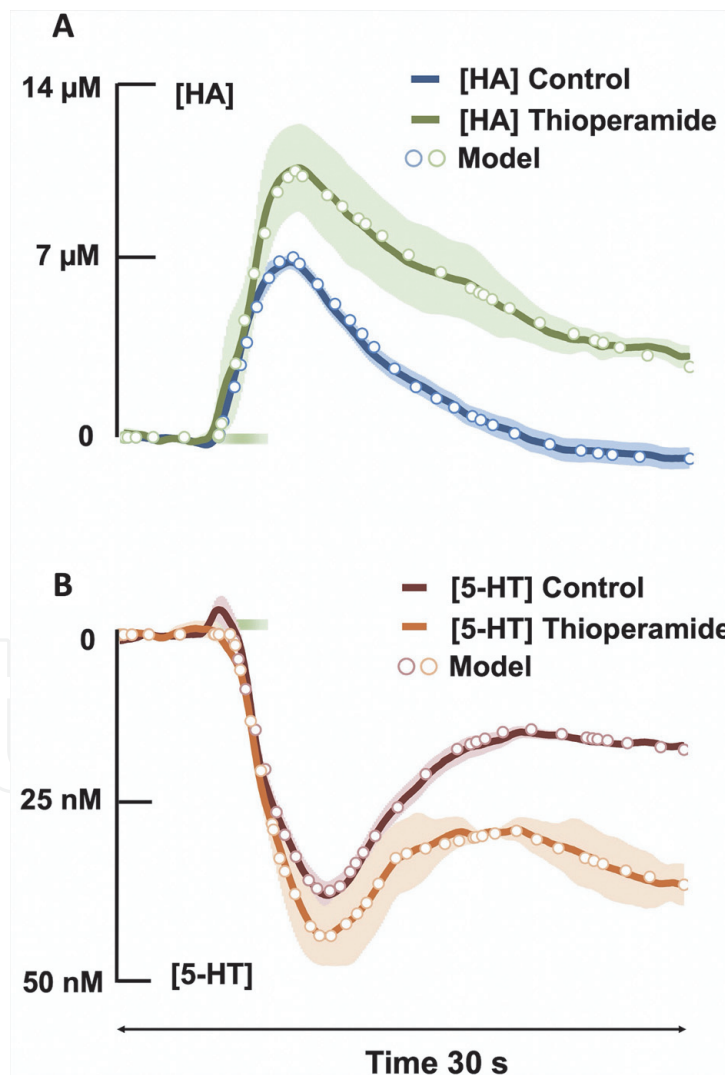 A
14 µM
[HA]
[HA] Control
[HA] Thioperamide
Model
7 µM
0
B
[5-HT] Control
0
[5-HT] Thioperamide
Model
25 nM
[5-HT]
50 nM
Time 30 s